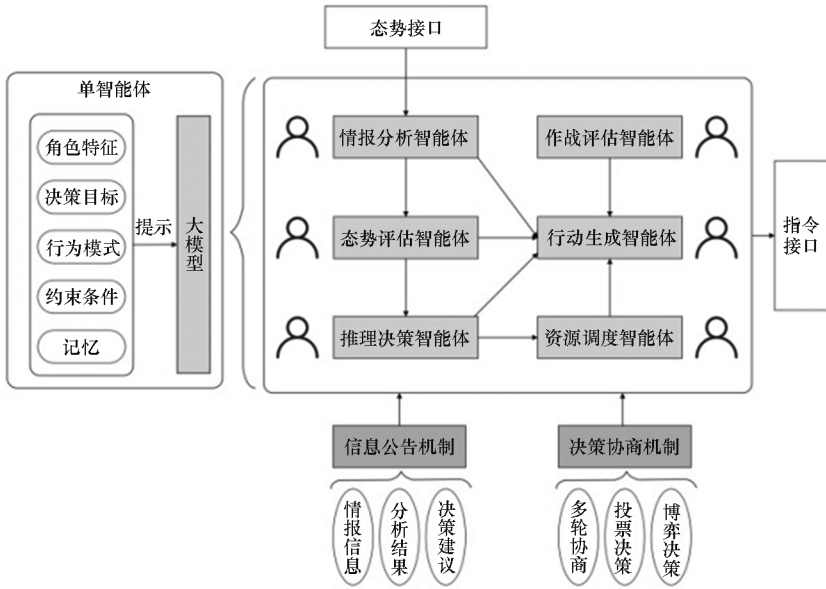 态势接口
单智能体
角色特征
决策目标
行为模式
约束条件
记忆
提示
大模型
情报分析智能体
作战评估智能体
态势评估智能体
行动生成智能体
推理决策智能体
资源调度智能体
指令
接口
信息公告机制
决策协商机制
情报信息
分析结果
决策建议
多轮协商
投票决策
博弈决策